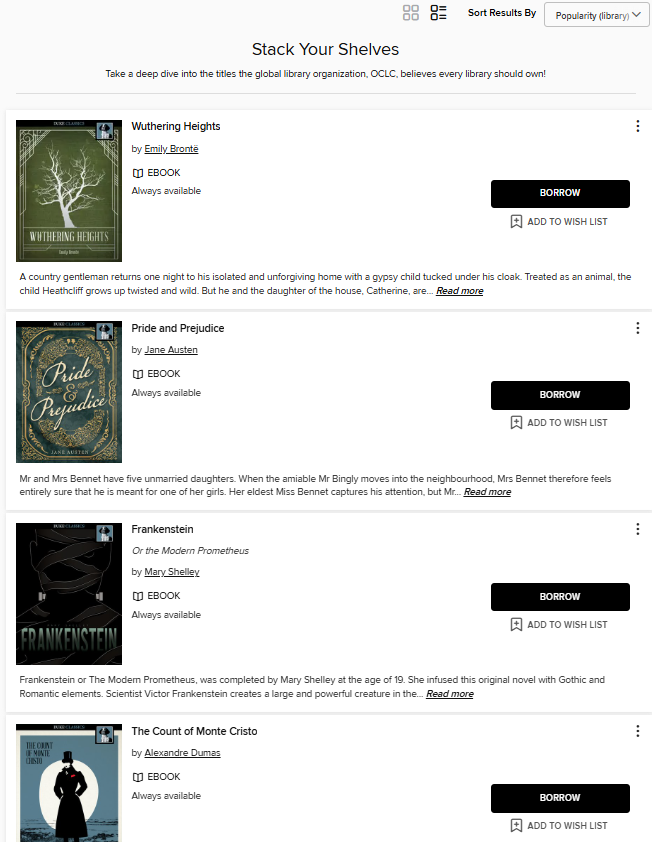 Sort Results By
Popularity (library)
Stack Your Shelves
Take a deep dive into the titles the global library organization, OCLC, believes every library should own!
DUKE CLASSICS
WUTHERING HEIGHTS
Emily Brontë
Wuthering Heights
by Emily Brontë
EBOOK
Always available
BORROW
ADD TO WISH LIST
A country gentleman returns one night to his isolated and unforgiving home with a gypsy child tucked under his cloak. Treated as an animal, the
child Heathcliff grows up twisted and wild. But he and the daughter of the house, Catherine, are... Read more
DUKE CLASSICS
Pride
&
Prejudice
JANE AUSTEN
Pride and Prejudice
by Jane Austen
EBOOK
Always available
BORROW
ADD TO WISH LIST
Mr and Mrs Bennet have five unmarried daughters. When the amiable Mr Bingly moves into the neighbourhood, Mrs Bennet therefore feels
entirely sure that he is meant for one of her girls. Her eldest Miss Bennet captures his attention, but Mr... Read more
DUKE CLASSICS
FRANKENSTEIN
Frankenstein
Or the Modern Prometheus
by Mary Shelley
EBOOK
Always available
BORROW
ADD TO WISH LIST
Frankenstein or The Modern Prometheus, was completed by Mary Shelley at the age of 19. She infused this original novel with Gothic and
Romantic elements. Scientist Victor Frankenstein creates a large and powerful creature in the... Read more
DUKE CLASSICS
THE COUNT
OF MONTE
CRISTO
The Count of Monte Cristo
by Alexandre Dumas
EBOOK
Always available
BORROW
ADD TO WISH LIST